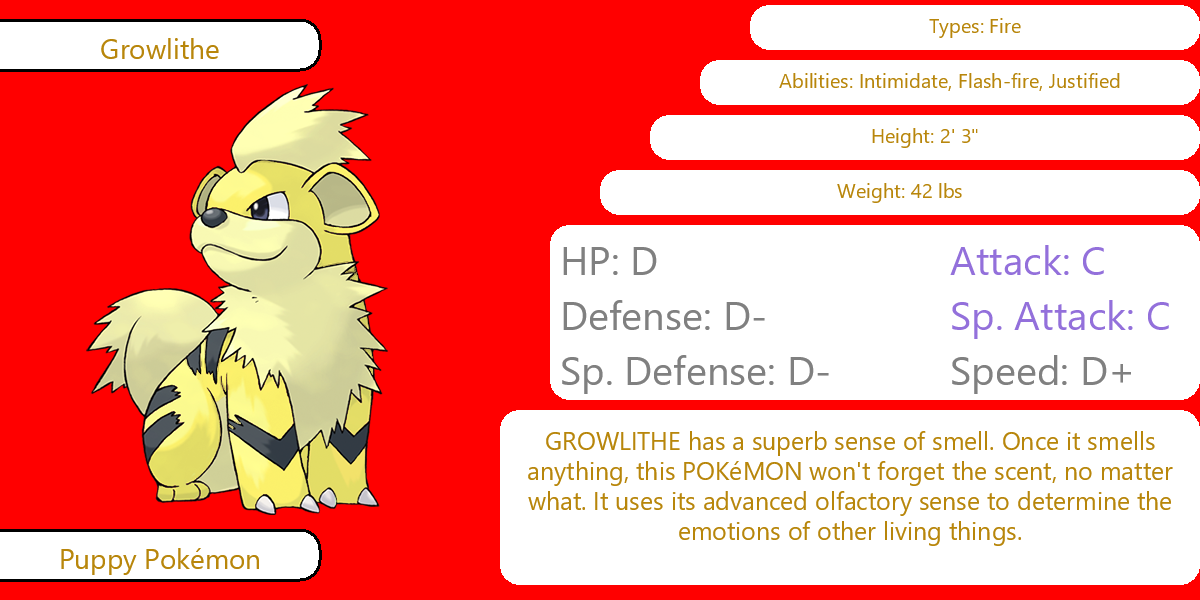 Growlithe
Types: Fire
Abilities: Intimidate, Flash-fire, Justified
Height: 2' 3"
Weight: 42 lbs
HP: D
Attack: C
Defense: D-
Sp. Attack: C
Sp. Defense: D-
Speed: D+
GROWLITHE has a superb sense of smell. Once it smells
anything, this POKéMON won't forget the scent, no matter
what. It uses its advanced olfactory sense to determine the
emotions of other living things.
Puppy Pokémon